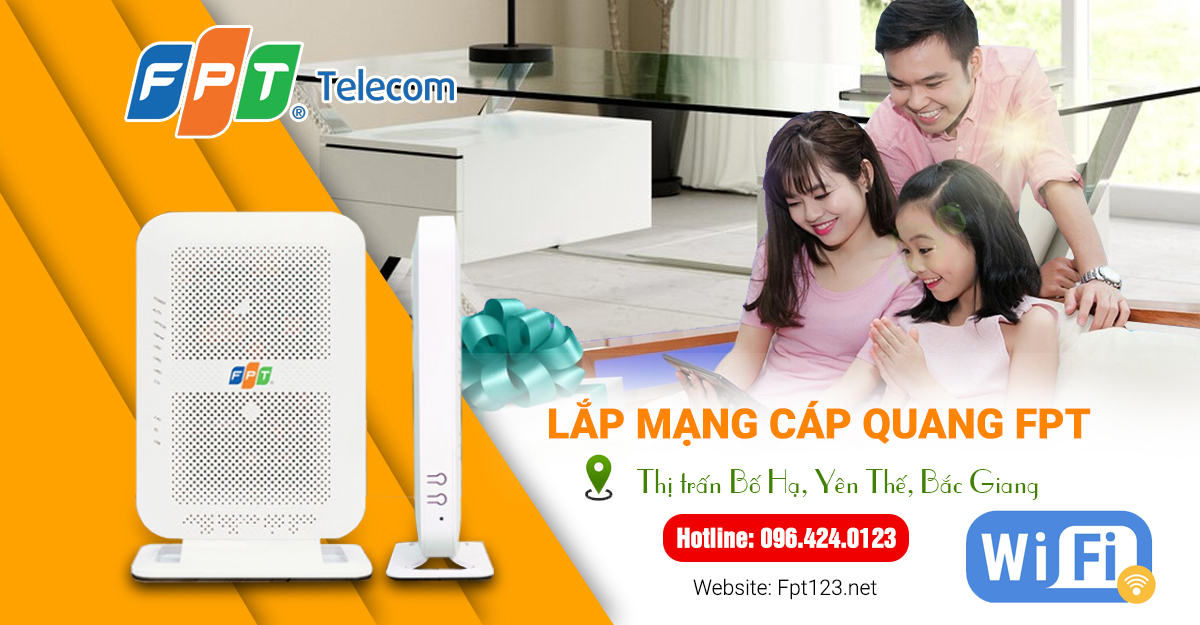 FPT® Telecom
FPT
LẮP MẠNG CÁP QUANG FPT
Thị trấn Bố Hạ, Yên Thế, Bắc Giang
Hotline: 096.424.0123
Website: Fpt123.net
WiFi